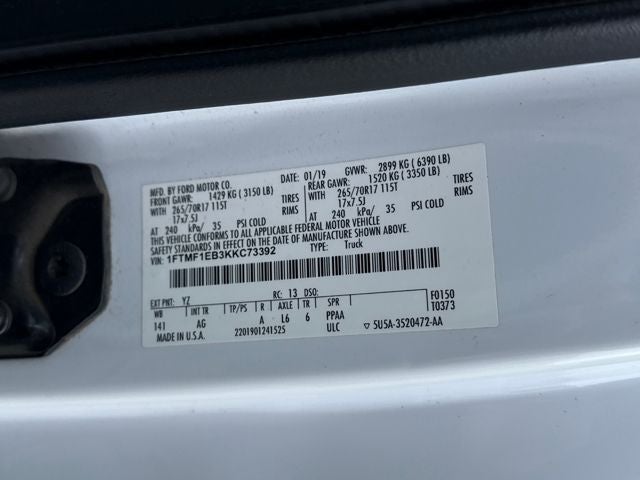 MFD. BY FORD MOTOR CO.
DATE: 01/19 GVWR: 2899 KG ( 6390 LB)
FRONT GAWR: 1429 KG ( 3150 LB) REAR GAWR: 1520 KG ( 3350 LB)
WITH 265/70R17 115T TIRES WITH 265/70R17 115T TIRES
17x7.5J RIMS 17x7.5J RIMS
AT 240 kPa/ 35 PSI COLD AT 240 kPa/ 35 PSI COLD
THIS VEHICLE CONFORMS TO ALL APPLICABLE FEDERAL MOTOR VEHICLE
SAFETY STANDARDS IN EFFECT ON THE DATE OF MANUFACTURE SHOWN ABOVE.
VIN: 1FTMF1EB3KKC73392 TYPE: Truck
EXT PNT: YZ RC: 13 DSO:
WB BRK INT TR TP/PS R AXLE TR SPR F0150
141 AG A L6 6 PPAA T0373
MADE IN U.S.A. 2201901241525 ULC ▽ 5U5A-3520472-AA